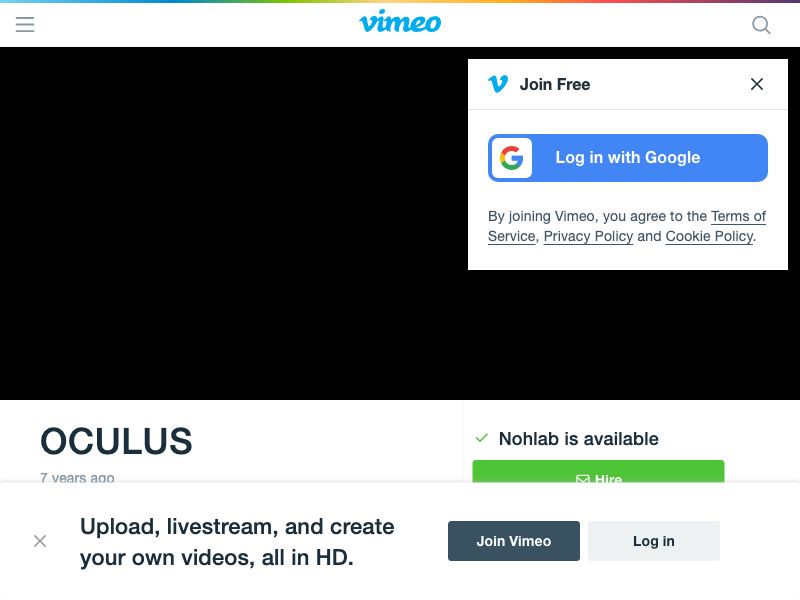 vimeo
Join Free
Log in with Google
By joining Vimeo, you agree to the Terms of
Service, Privacy Policy and Cookie Policy.
OCULUS
7 years ago
Nohlab is available
Hire
Upload, livestream, and create
your own videos, all in HD.
Join Vimeo
Log in